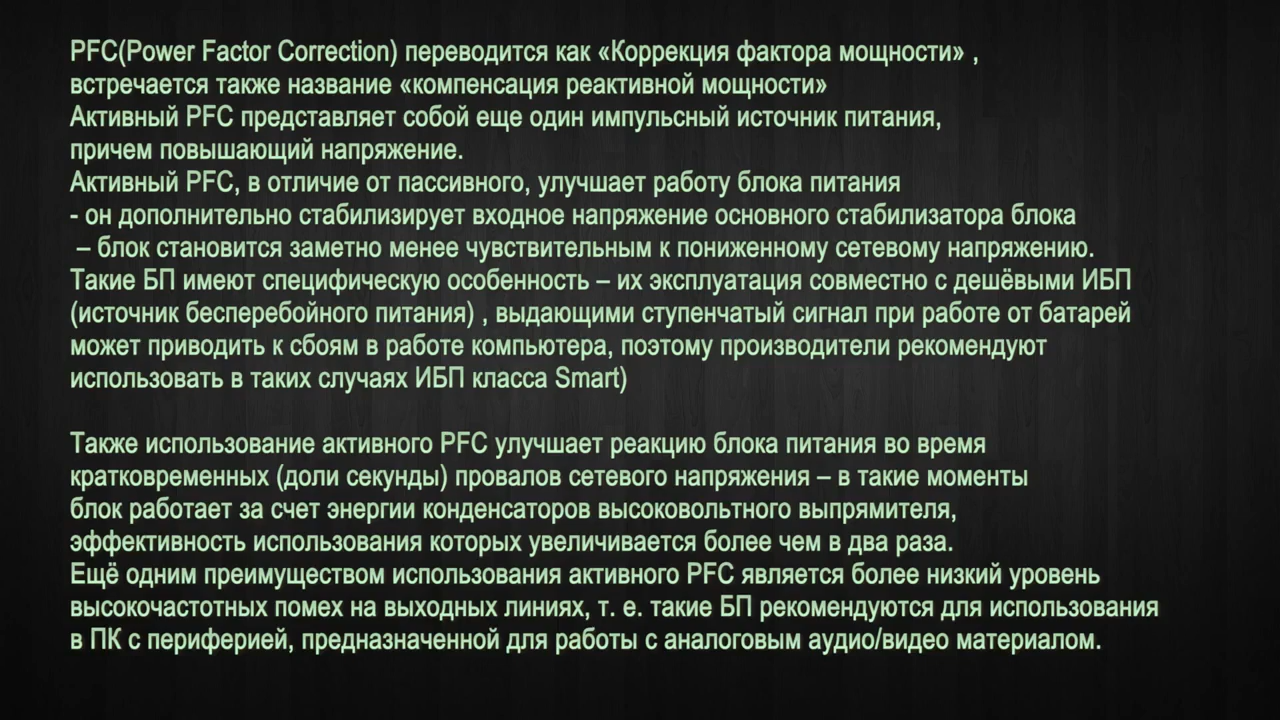 PFC(Power Factor Correction) переводится как «Коррекция фактора мощности» ,
встречается также название «компенсация реактивной мощности»
Активный PFC представляет собой еще один импульсный источник питания,
причем повышающий напряжение.
Активный PFC, в отличие от пассивного, улучшает работу блока питания
- он дополнительно стабилизирует входное напряжение основного стабилизатора блока
– блок становится заметно менее чувствительным к пониженному сетевому напряжению.
Такие БП имеют специфическую особенность – их эксплуатация совместно с дешёвыми ИБП
(источник бесперебойного питания) , выдающими ступенчатый сигнал при работе от батарей
может приводить к сбоям в работе компьютера, поэтому производители рекомендуют
использовать в таких случаях ИБП класса Smart)
Также использование активного PFC улучшает реакцию блока питания во время
кратковременных (доли секунды) провалов сетевого напряжения – в такие моменты
блок работает за счет энергии конденсаторов высоковольтного выпрямителя,
эффективность использования которых увеличивается более чем в два раза.
Ещё одним преимуществом использования активного PFC является более низкий уровень
высокочастотных помех на выходных линиях, т. е. такие БП рекомендуются для использования
в ПК с периферией, предназначенной для работы с аналоговым аудио/видео материалом.